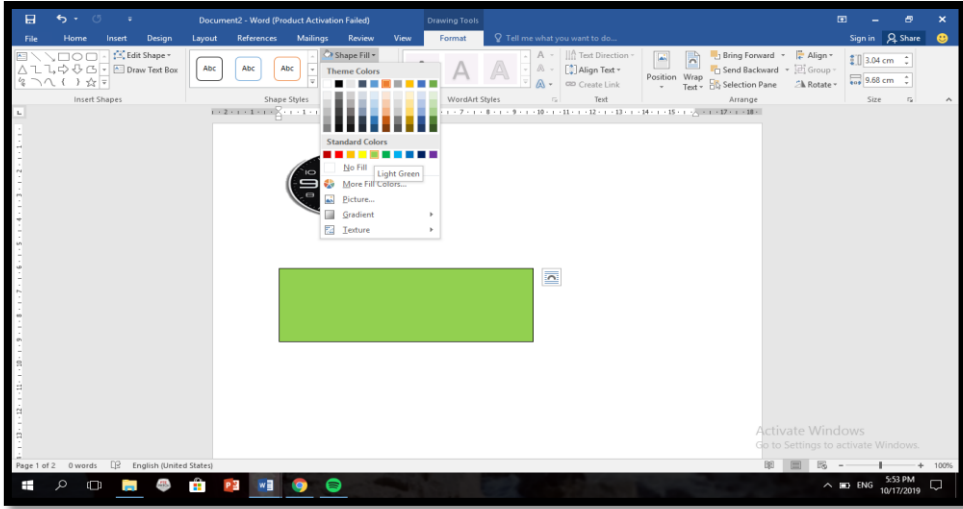 Document2 - Word (Product Activation Failed)
Drawing Tools
File Home Insert Design Layout References Mailings Review View Format Tell me what you want to do... Sign in Share
Edit Shape
Draw Text Box
Abc Abc Abc
Shape Fill
A A
Text Direction
Align Text
Create Link
Position
Wrap
Text
Bring Forward
Send Backward
Selection Pane
Align
Group
Rotate
3.04 cm
9.68 cm
Insert Shapes Shape Styles WordArt Styles Text Arrange Size
Theme Colors
Standard Colors
No Fill
Light Green
More Fill Colors...
Picture...
Gradient
Texture
10
9
8
Activate Windows
Go to Settings to activate Windows.
Page 1 of 2 0 words English (United States) 100%
ENG
5:53 PM
10/17/2019